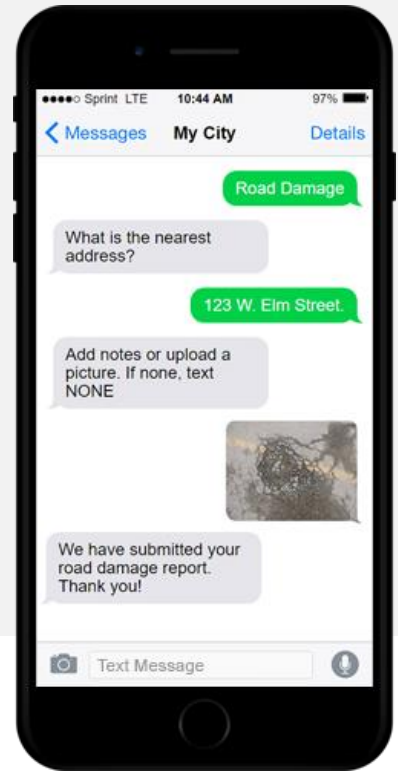 Sprint LTE 10:44 AM 97%
Messages My City Details
Road Damage
What is the nearest
address?
123 W. Elm Street.
Add notes or upload a
picture. If none, text
NONE
We have submitted your
road damage report.
Thank you!
Text Message